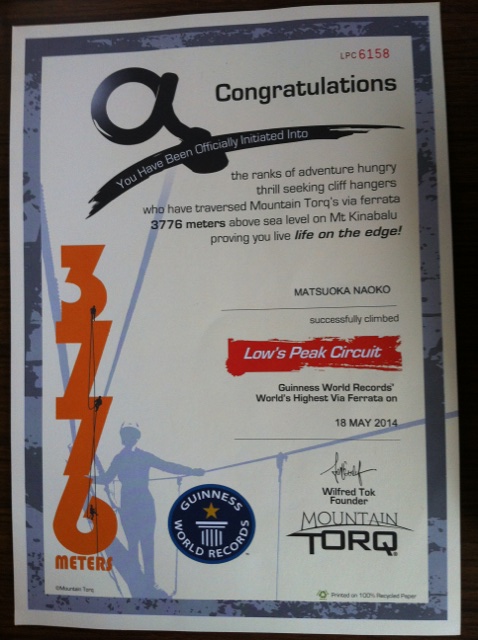 LPC6158
Congratulations
You Have Been Officially Initiated Into
the ranks of adventure hungry
thrill seeking cliff hangers
who have traversed Mountain Torq's via ferrata
3776 meters above sea level on Mt Kinabalu
proving you live life on the edge!
3776
METERS
MATSUOKA NAOKO
successfully climbed
Low's Peak Circuit
Guinness World Records'
World's Highest Via Ferrata on
18 MAY 2014
Wilfred Tok
Founder
GUINNESS
WORLD RECORDS
™
MOUNTAIN
TORQ®
©Mountain Torq
Printed on 100% Recycled Paper